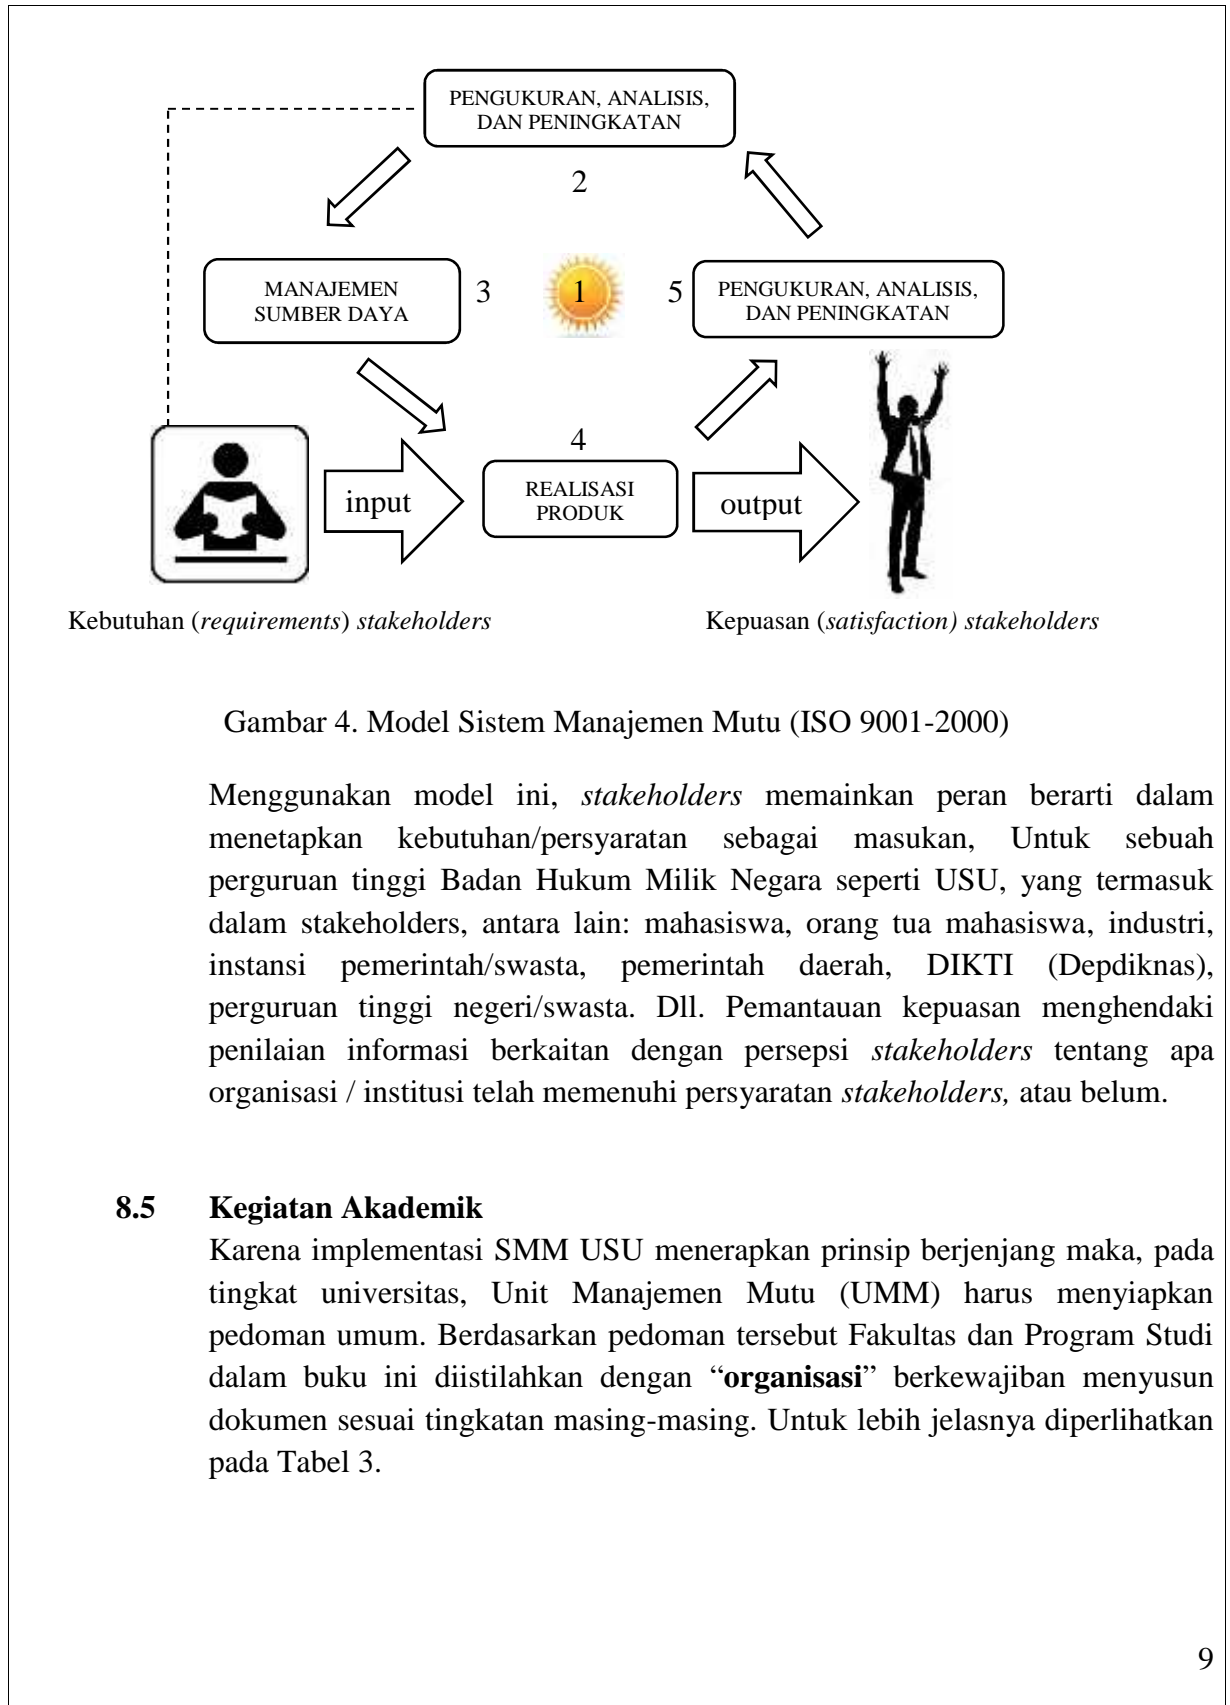 PENGUKURAN, ANALISIS,
DAN PENINGKATAN
2
MANAJEMEN
SUMBER DAYA
3
1
5
PENGUKURAN, ANALISIS,
DAN PENINGKATAN
4
input
REALISASI
PRODUK
output
Kebutuhan (requirements) stakeholders
Kepuasan (satisfaction) stakeholders
Gambar 4. Model Sistem Manajemen Mutu (ISO 9001-2000)
Menggunakan model ini, stakeholders memainkan peran berarti dalam
menetapkan kebutuhan/persyaratan sebagai masukan, Untuk sebuah
perguruan tinggi Badan Hukum Milik Negara seperti USU, yang termasuk
dalam stakeholders, antara lain: mahasiswa, orang tua mahasiswa, industri,
instansi pemerintah/swasta, pemerintah daerah, DIKTI (Depdiknas),
perguruan tinggi negeri/swasta. Dll. Pemantauan kepuasan menghendaki
penilaian informasi berkaitan dengan persepsi stakeholders tentang apa
organisasi / institusi telah memenuhi persyaratan stakeholders, atau belum.
8.5 Kegiatan Akademik
Karena implementasi SMM USU menerapkan prinsip berjenjang maka, pada
tingkat universitas, Unit Manajemen Mutu (UMM) harus menyiapkan
pedoman umum. Berdasarkan pedoman tersebut Fakultas dan Program Studi
dalam buku ini diistilahkan dengan “organisasi” berkewajiban menyusun
dokumen sesuai tingkatan masing-masing. Untuk lebih jelasnya diperlihatkan
pada Tabel 3.
9